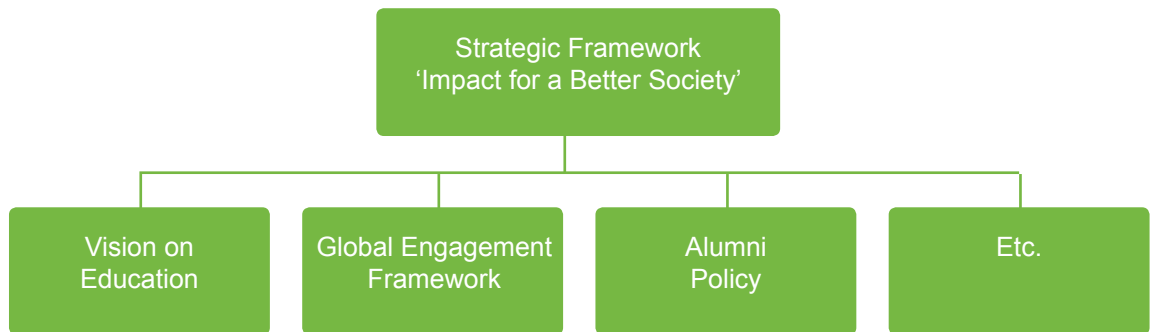 Strategic Framework
‘Impact for a Better Society’
Vision on
Education
Global Engagement
Framework
Alumni
Policy
Etc.